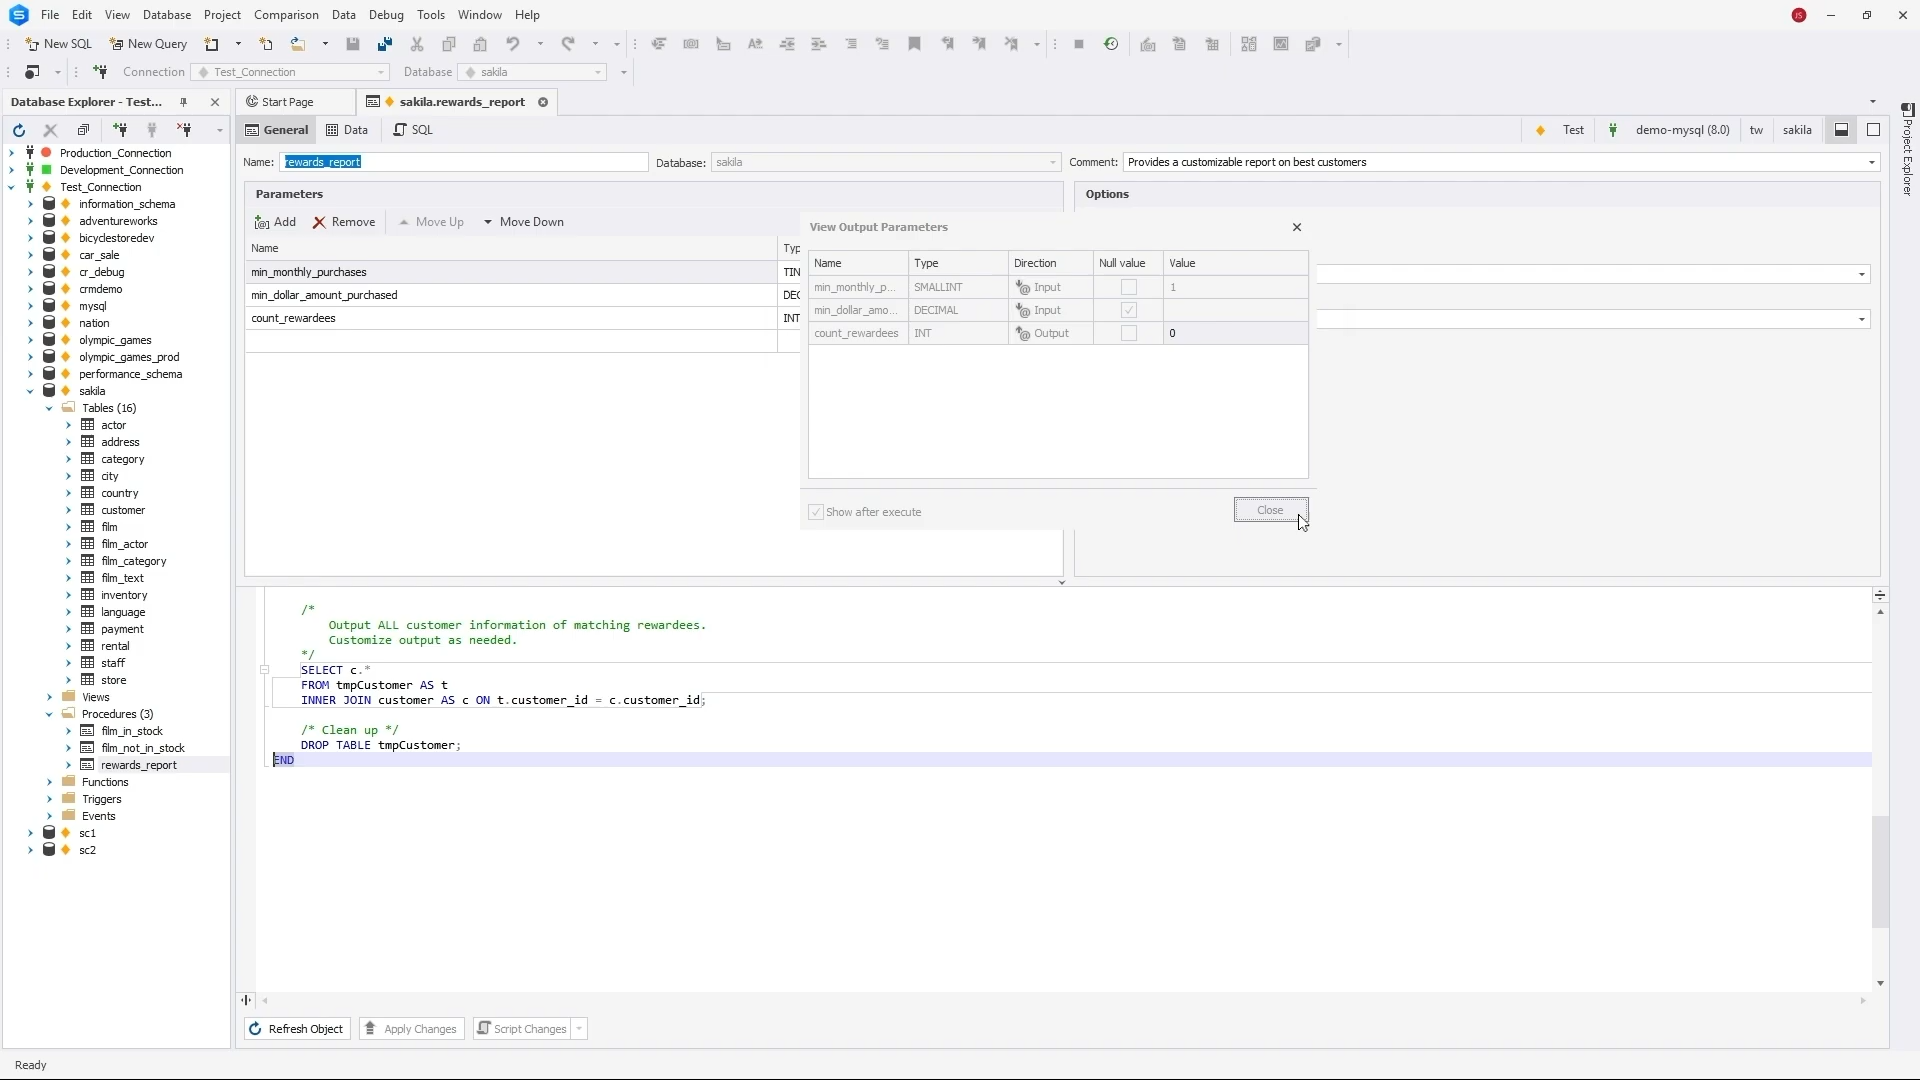 File Edit View Database Project Comparison Data Debug Tools Window Help
JS
New SQL New Query
Connection Test_Connection Database sakila
Database Explorer - Test...
Start Page
sakila.rewards_report
General Data SQL
Test demo-mysql (8.0) tw sakila
Project Explorer
Production_Connection
Development_Connection
Test_Connection
information_schema
adventureworks
bicyclestoredev
car_sale
cr_debug
crmdemo
mysql
nation
olympic_games
olympic_games_prod
performance_schema
sakila
Tables (16)
actor
address
category
city
country
customer
film
film_actor
film_category
film_text
inventory
language
payment
rental
staff
store
Views
Procedures (3)
film_in_stock
film_not_in_stock
rewards_report
Functions
Triggers
Events
sc1
sc2
Name: rewards_report Database: sakila Comment: Provides a customizable report on best customers
Parameters
Options
Add Remove Move Up Move Down
Name Typ
min_monthly_purchases TIN
min_dollar_amount_purchased DEC
count_rewardees INT
View Output Parameters
Name Type Direction Null value Value
min_monthly_p... SMALLINT Input 1
min_dollar_amo... DECIMAL Input
count_rewardees INT Output 0
Show after execute
Close
/*
Output ALL customer information of matching rewardees.
Customize output as needed.
*/
SELECT c.*
FROM tmpCustomer AS t
INNER JOIN customer AS c ON t.customer_id = c.customer_id;
/* Clean up */
DROP TABLE tmpCustomer;
END
Refresh Object Apply Changes Script Changes
Ready